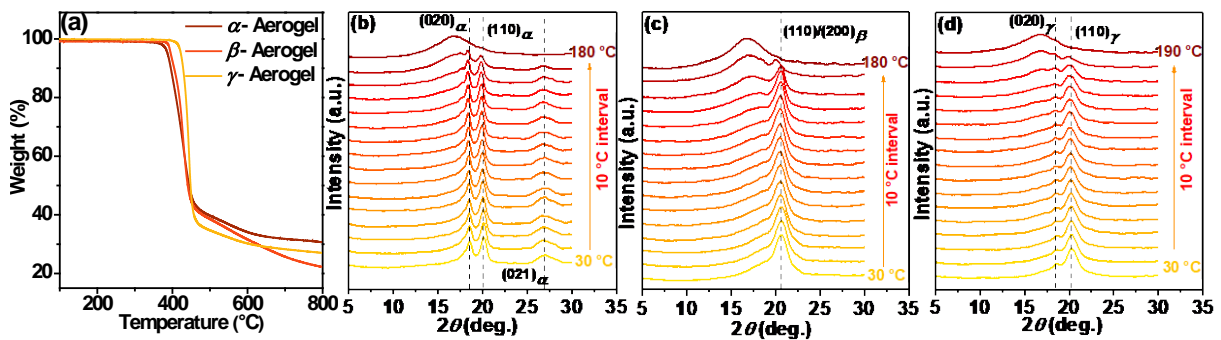 (a)
α- Aerogel
β- Aerogel
γ- Aerogel
Weight (%)
100
80
60
40
20
200 400 600 800
Temperature (°C)
(b)
(020)α
(110)α
180 °C
10 °C interval
30 °C
(021)α
Intensity (a.u.)
5 10 15 20 25 30 35
2θ (deg.)
(c)
(110)/(200)β
180 °C
10 °C interval
30 °C
Intensity (a.u.)
5 10 15 20 25 30 35
2θ (deg.)
(d)
(020)γ
(110)γ
190 °C
10 °C interval
30 °C
Intensity (a.u.)
5 10 15 20 25 30 35
2θ (deg.)